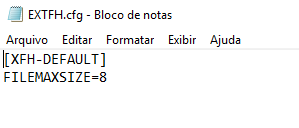 EXTFH.cfg - Bloco de notas
Arquivo Editar Formatar Exibir Ajuda
[XFH-DEFAULT]
FILEMAXSIZE=8